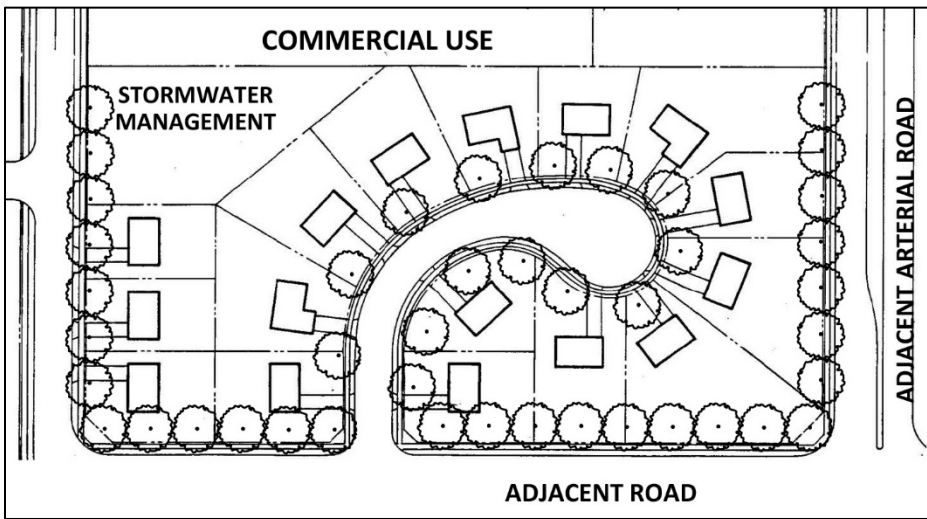 COMMERCIAL USE
STORMWATER
MANAGEMENT
ADJACENT ARTERIAL ROAD
ADJACENT ROAD